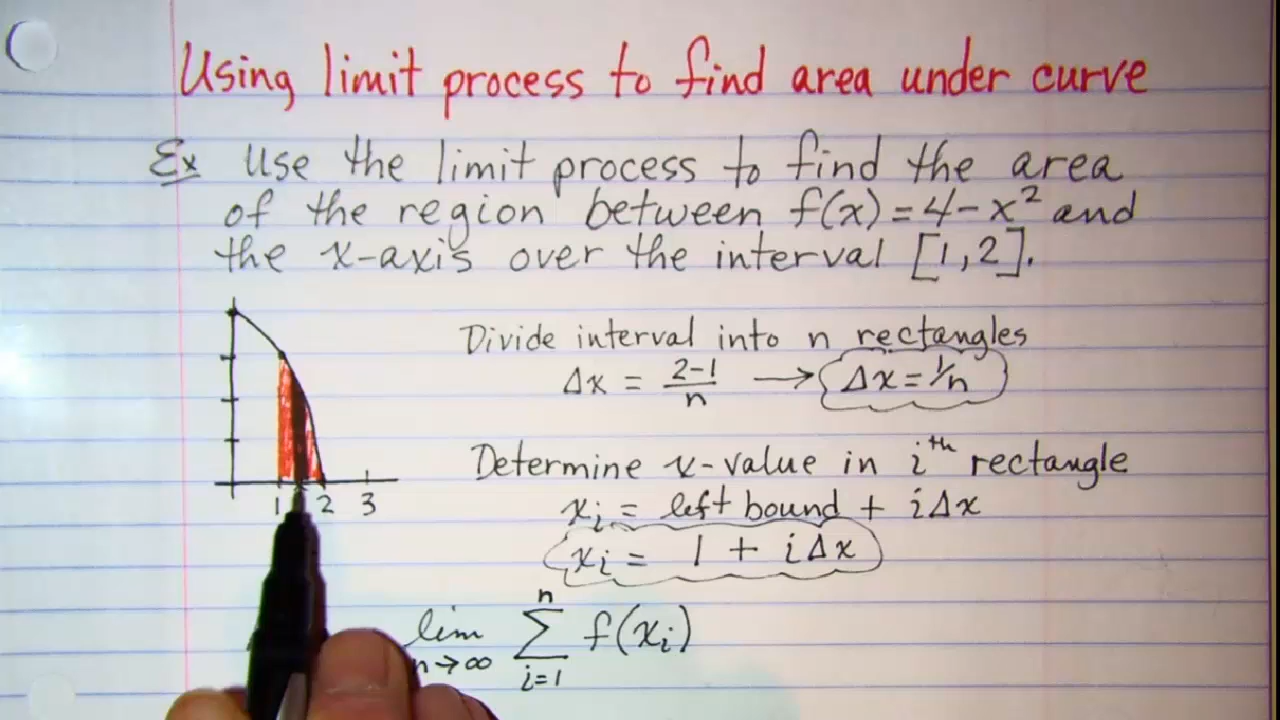 Using limit process to find area under curve
Ex Use the limit process to find the area
of the region between f(x) = 4 - x² and
the x-axis over the interval [1,2].
Divide interval into n rectangles
Δx = 2-1/n → Δx = 1/n
Determine x-value in iᵗʰ rectangle
xᵢ = left bound + iΔx
xᵢ = 1 + iΔx
1 2 3
lim n→∞ n Σ i=1 f(xᵢ)